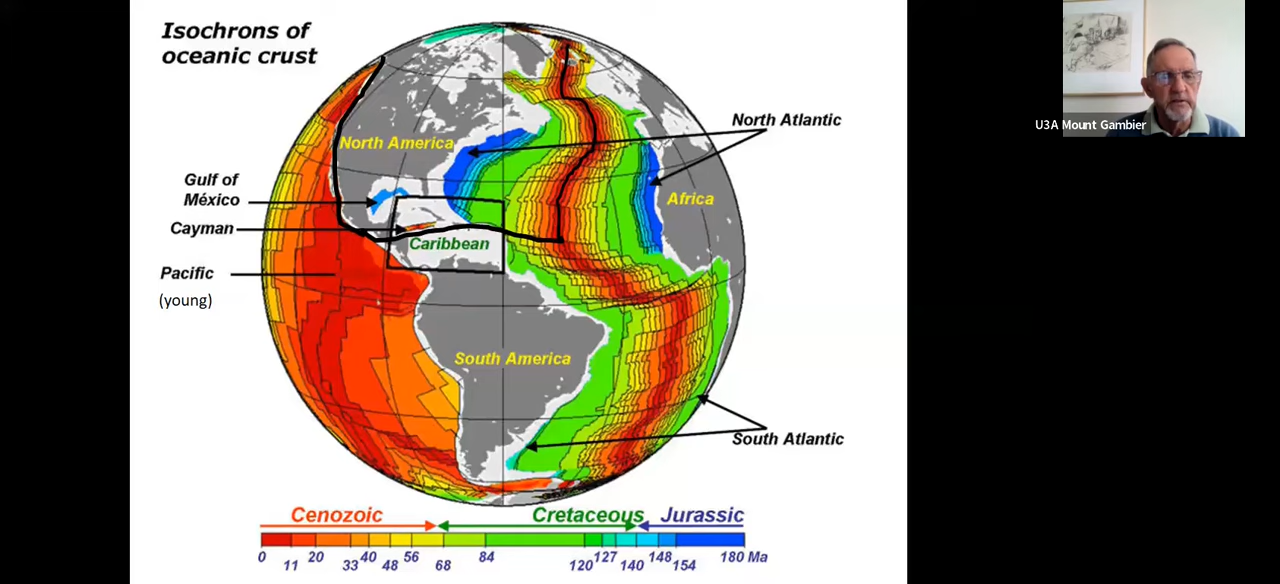 Isochrons of
oceanic crust
U3A Mount Gambier
North Atlantic
North America
Gulf of
México
Africa
Cayman
Caribbean
Pacific
(young)
South America
South Atlantic
Cenozoic
Cretaceous
Jurassic
0 11 20 33 40 48 56 68 84 120 127 140 148 154 180 Ma